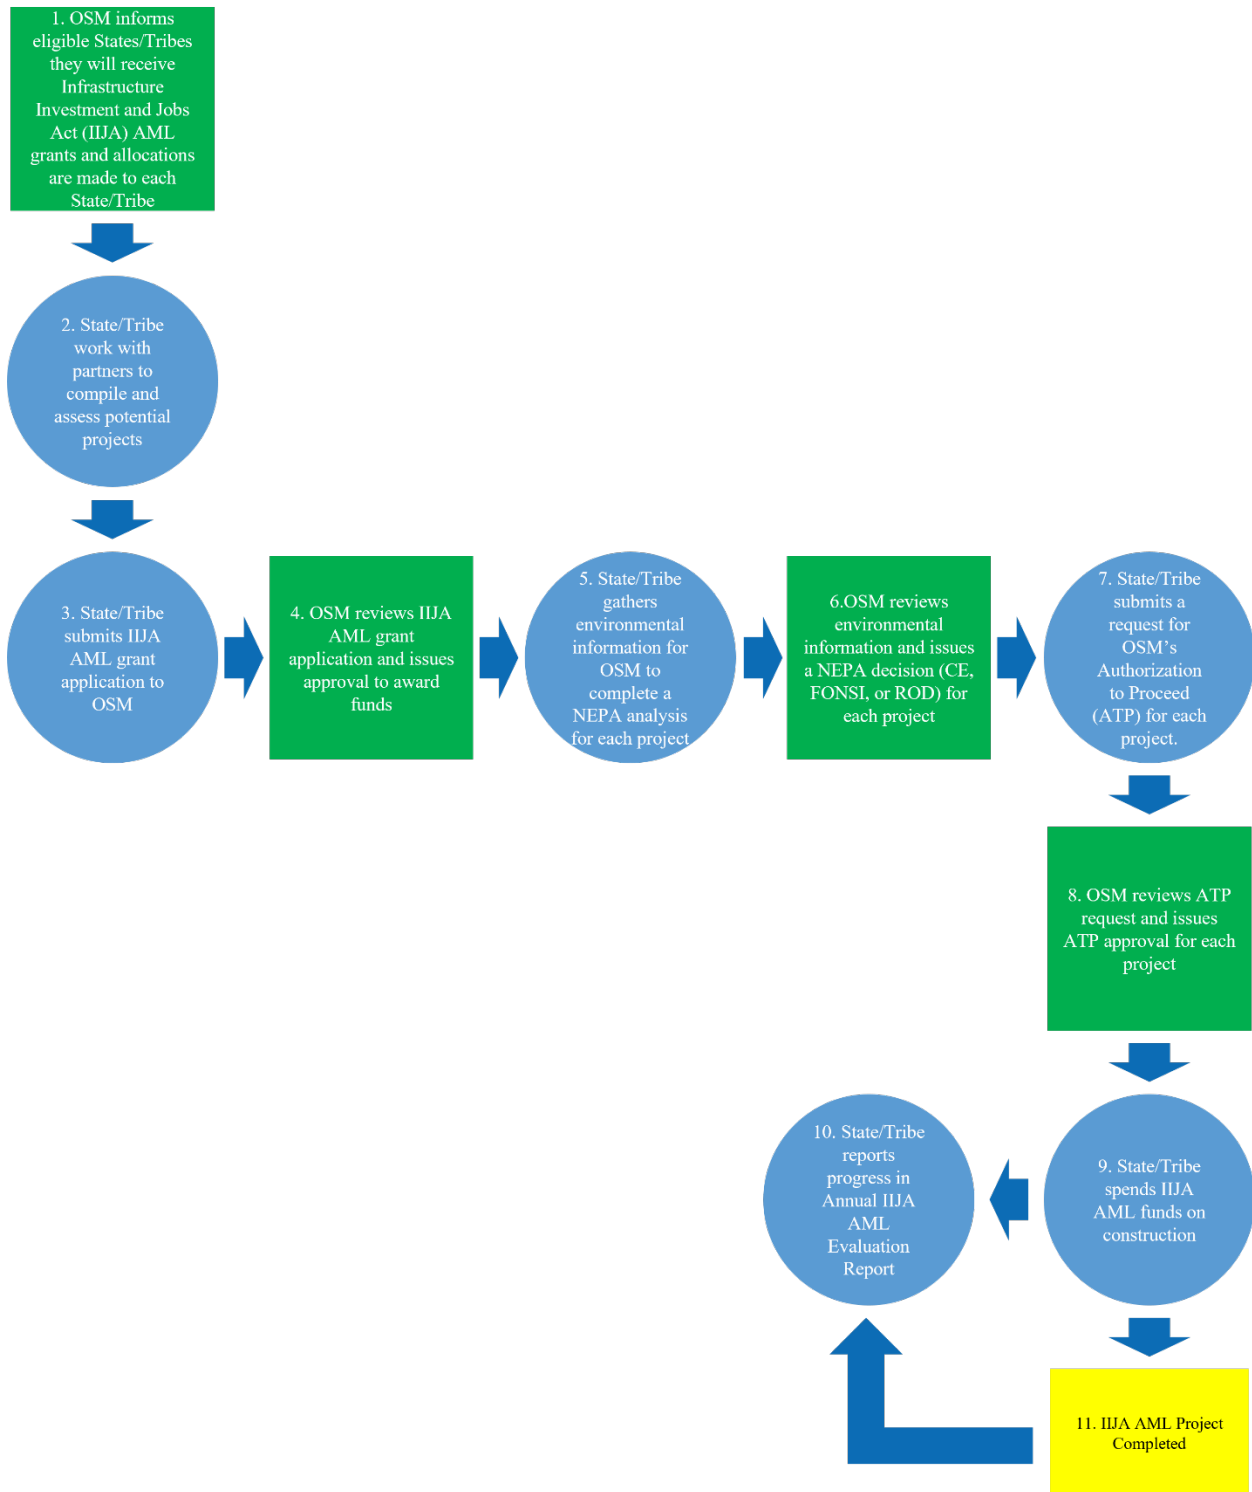 1. OSM informs
eligible States/Tribes
they will receive
Infrastructure
Investment and Jobs
Act (IIJA) AML
grants and allocations
are made to each
State/Tribe
2. State/Tribe
work with
partners to
compile and
assess potential
projects
3. State/Tribe
submits IIJA
AML grant
application to
OSM
4. OSM reviews IIJA
AML grant
application and issues
approval to award
funds
5. State/Tribe
gathers
environmental
information for
OSM to
complete a
NEPA analysis
for each project
6.OSM reviews
environmental
information and issues
a NEPA decision (CE,
FONSI, or ROD) for
each project
7. State/Tribe
submits a
request for
OSM’s
Authorization
to Proceed
(ATP) for each
project.
8. OSM reviews ATP
request and issues
ATP approval for each
project
9. State/Tribe
spends IIJA
AML funds on
construction
10. State/Tribe
reports
progress in
Annual IIJA
AML
Evaluation
Report
11. IIJA AML Project
Completed